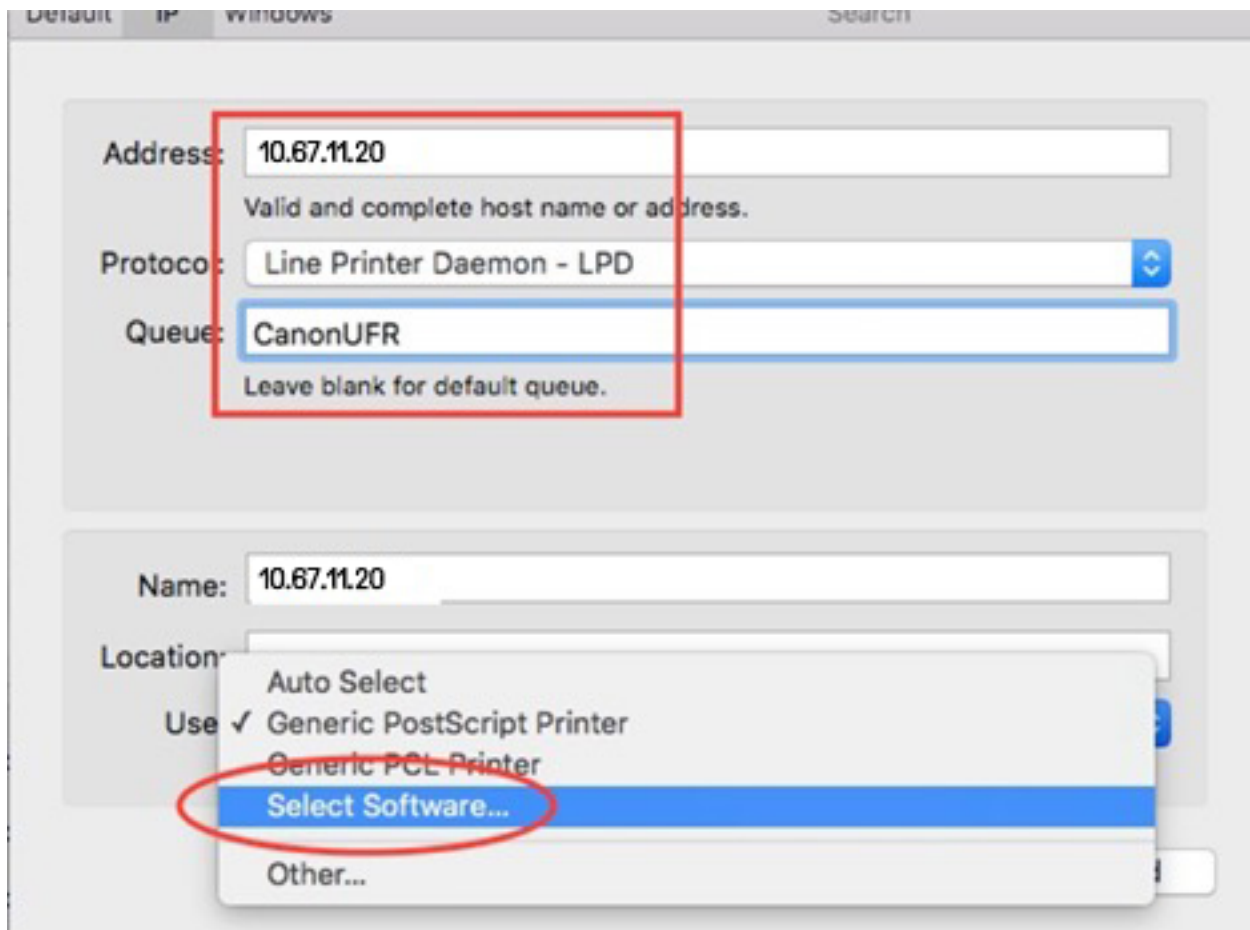 Default IP Windows Search
Address: 10.67.11.20
Valid and complete host name or address.
Protocol: Line Printer Daemon - LPD
Queue: CanonUFR
Leave blank for default queue.
Name: 10.67.11.20
Location:
Auto Select
Use ✓ Generic PostScript Printer
Generic PCL Printer
Select Software...
Other...